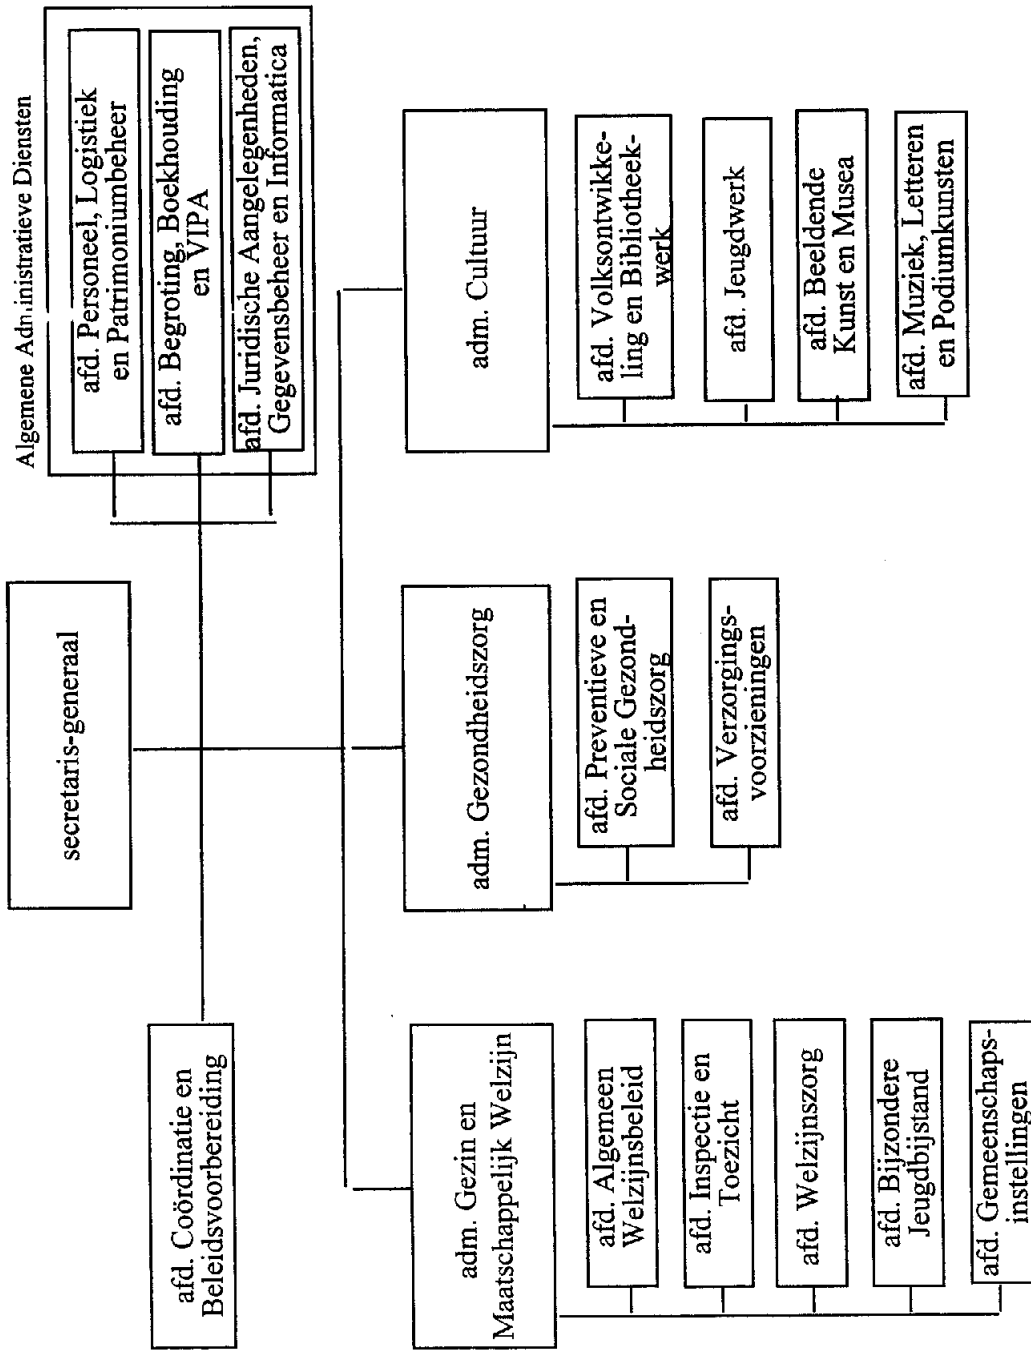 secretaris-generaal
Algemene Administratieve Diensten
afd. Personeel, Logistiek
en Patrimoniumbeheer
afd. Begroting, Boekhouding
en VIPA
afd. Juridische Aangelegenheden,
Gegevensbeheer en Informatica
afd. Coördinatie en
Beleidsvoorbereiding
adm. Gezin en
Maatschappelijk Welzijn
afd. Algemeen
Welzijnsbeleid
afd. Inspectie en
Toezicht
afd. Welzijnszorg
afd. Bijzondere
Jeugdbijstand
afd. Gemeenschaps-
instellingen
adm. Gezondheidszorg
afd. Preventieve en
Sociale Gezond-
heidszorg
afd. Verzorgings-
voorzieningen
adm. Cultuur
afd. Volksontwikke-
ling en Bibliotheek-
werk
afd. Jeugdwerk
afd. Beeldende
Kunst en Musea
afd. Muziek, Letteren
en Podiumkunsten